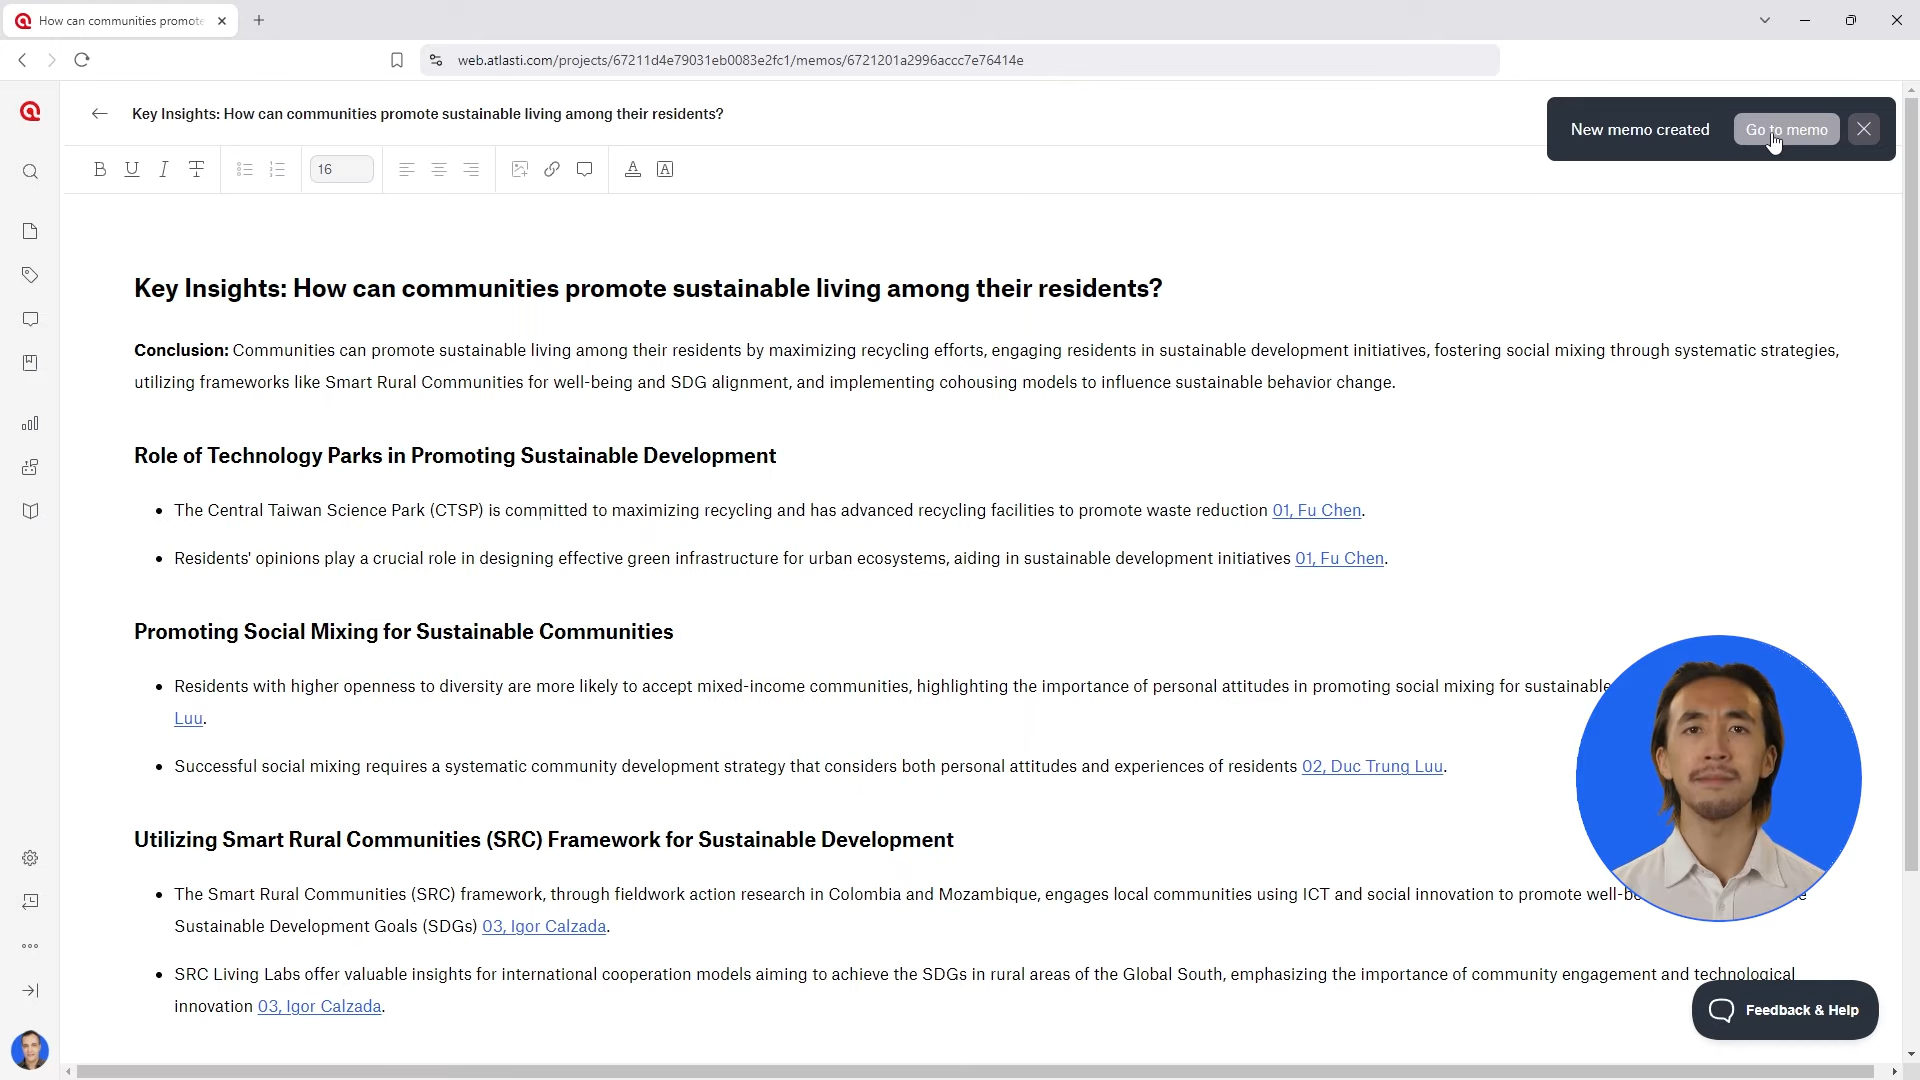 How can communities promote
web.atlasti.com/projects/67211d4e79031eb0083e2fc1/memos/6721201a2996accc7e76414e
Key Insights: How can communities promote sustainable living among their residents?
New memo created
Go to memo
16
Key Insights: How can communities promote sustainable living among their residents?
Conclusion: Communities can promote sustainable living among their residents by maximizing recycling efforts, engaging residents in sustainable development initiatives, fostering social mixing through systematic strategies,
utilizing frameworks like Smart Rural Communities for well-being and SDG alignment, and implementing cohousing models to influence sustainable behavior change.
Role of Technology Parks in Promoting Sustainable Development
• The Central Taiwan Science Park (CTSP) is committed to maximizing recycling and has advanced recycling facilities to promote waste reduction 01, Fu Chen.
• Residents' opinions play a crucial role in designing effective green infrastructure for urban ecosystems, aiding in sustainable development initiatives 01, Fu Chen.
Promoting Social Mixing for Sustainable Communities
• Residents with higher openness to diversity are more likely to accept mixed-income communities, highlighting the importance of personal attitudes in promoting social mixing for sustainable
Luu.
• Successful social mixing requires a systematic community development strategy that considers both personal attitudes and experiences of residents 02, Duc Trung Luu.
Utilizing Smart Rural Communities (SRC) Framework for Sustainable Development
• The Smart Rural Communities (SRC) framework, through fieldwork action research in Colombia and Mozambique, engages local communities using ICT and social innovation to promote
Sustainable Development Goals (SDGs) 03, Igor Calzada.
• SRC Living Labs offer valuable insights for international cooperation models aiming to achieve the SDGs in rural areas of the Global South, emphasizing the importance of community engagement and technological
innovation 03, Igor Calzada.
Feedback & Help